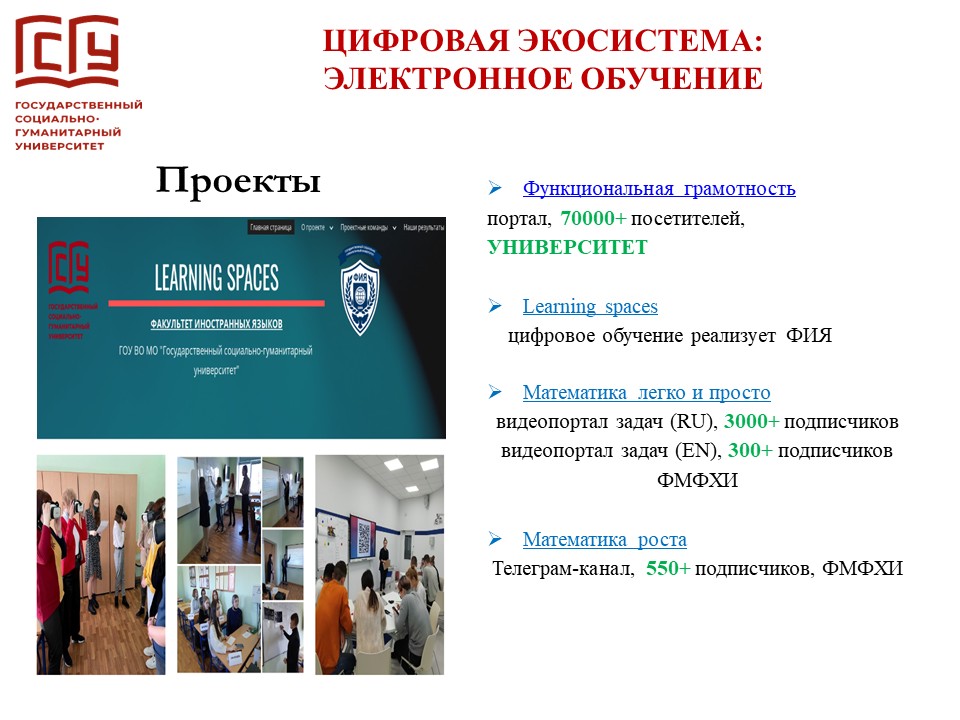 ГСГУ
ГОСУДАРСТВЕННЫЙ
СОЦИАЛЬНО-
ГУМАНИТАРНЫЙ
УНИВЕРСИТЕТ
ЦИФРОВАЯ ЭКОСИСТЕМА:
ЭЛЕКТРОННОЕ ОБУЧЕНИЕ
Проекты
Главная страница О проекте Проектные команды Наши результаты
ГСГУ
ГОСУДАРСТВЕННЫЙ
СОЦИАЛЬНО-
ГУМАНИТАРНЫЙ
УНИВЕРСИТЕТ
LEARNING SPACES
ФИЯ
ФАКУЛЬТЕТ ИНОСТРАННЫХ ЯЗЫКОВ
ГОУ ВО МО "Государственный социально-гуманитарный
университет"
Функциональная грамотность
портал, 70000+ посетителей,
УНИВЕРСИТЕТ
Learning spaces
цифровое обучение реализует ФИЯ
Математика легко и просто
видеопортал задач (RU), 3000+ подписчиков
видеопортал задач (EN), 300+ подписчиков
ФМФХИ
Математика роста
Телеграм-канал, 550+ подписчиков, ФМФХИ